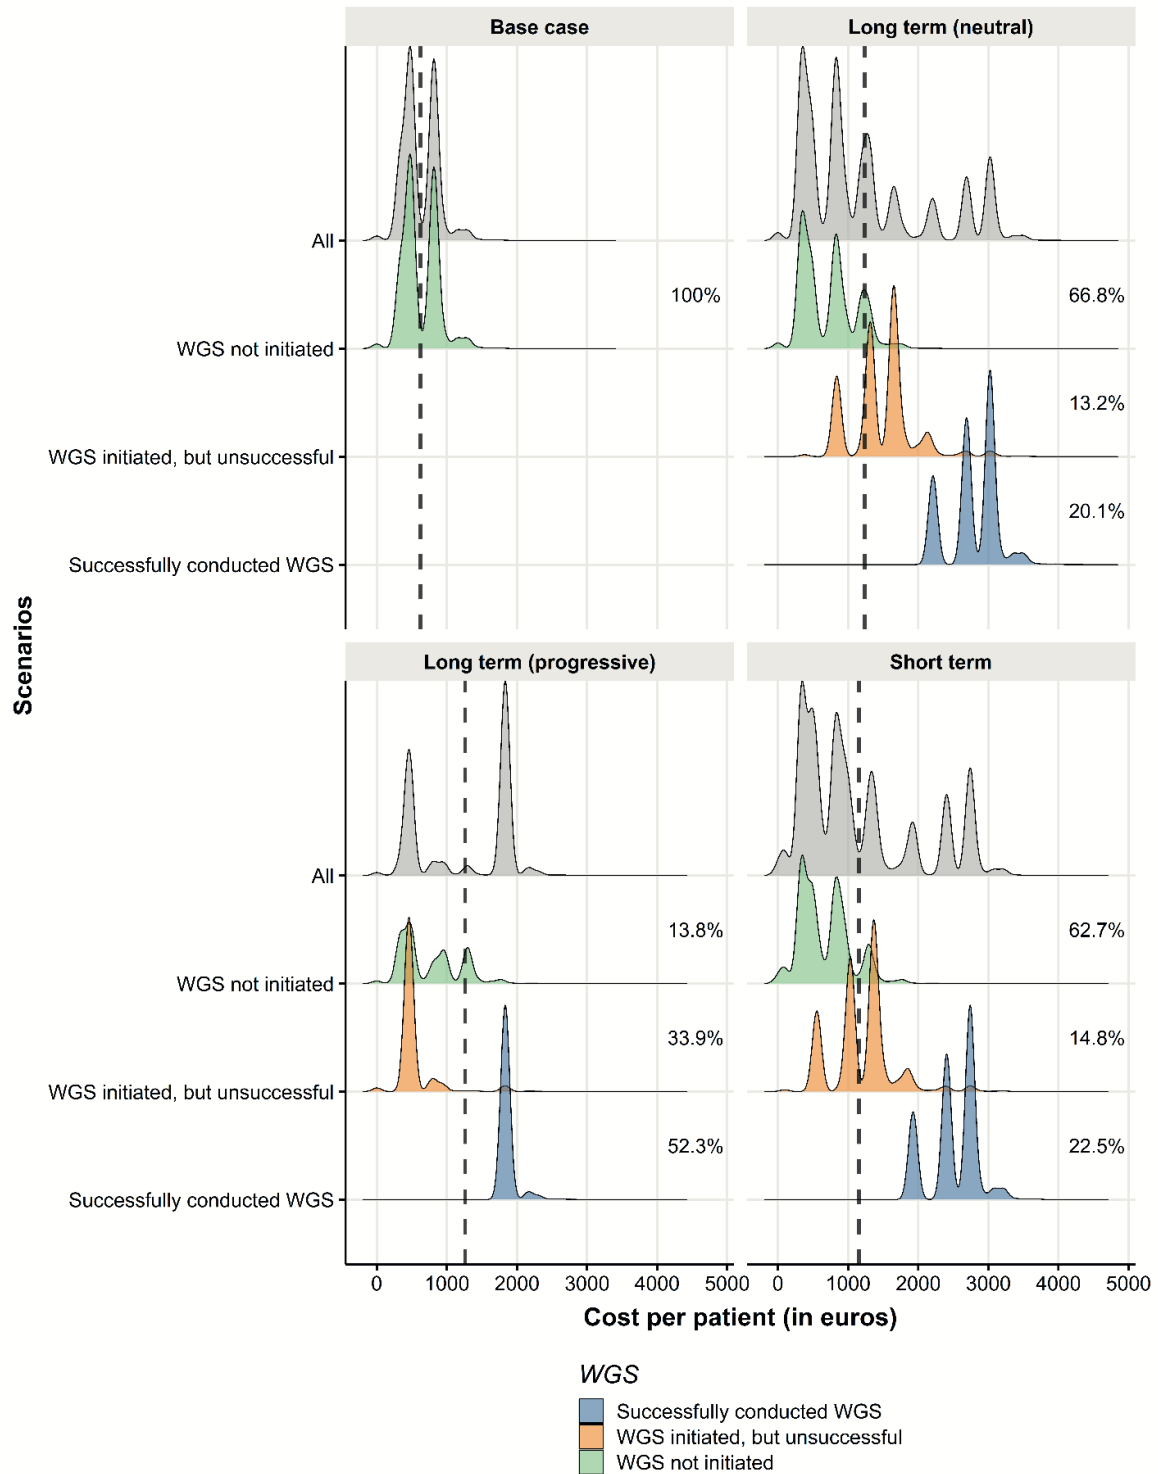 Base case
Long term (neutral)
All
WGS not initiated
WGS initiated, but unsuccessful
Successfully conducted WGS
100%
66.8%
13.2%
20.1%
Scenarios
Long term (progressive)
Short term
All
WGS not initiated
WGS initiated, but unsuccessful
Successfully conducted WGS
13.8%
33.9%
52.3%
62.7%
14.8%
22.5%
0 1000 2000 3000 4000 5000 0 1000 2000 3000 4000 5000
Cost per patient (in euros)
WGS
Successfully conducted WGS
WGS initiated, but unsuccessful
WGS not initiated